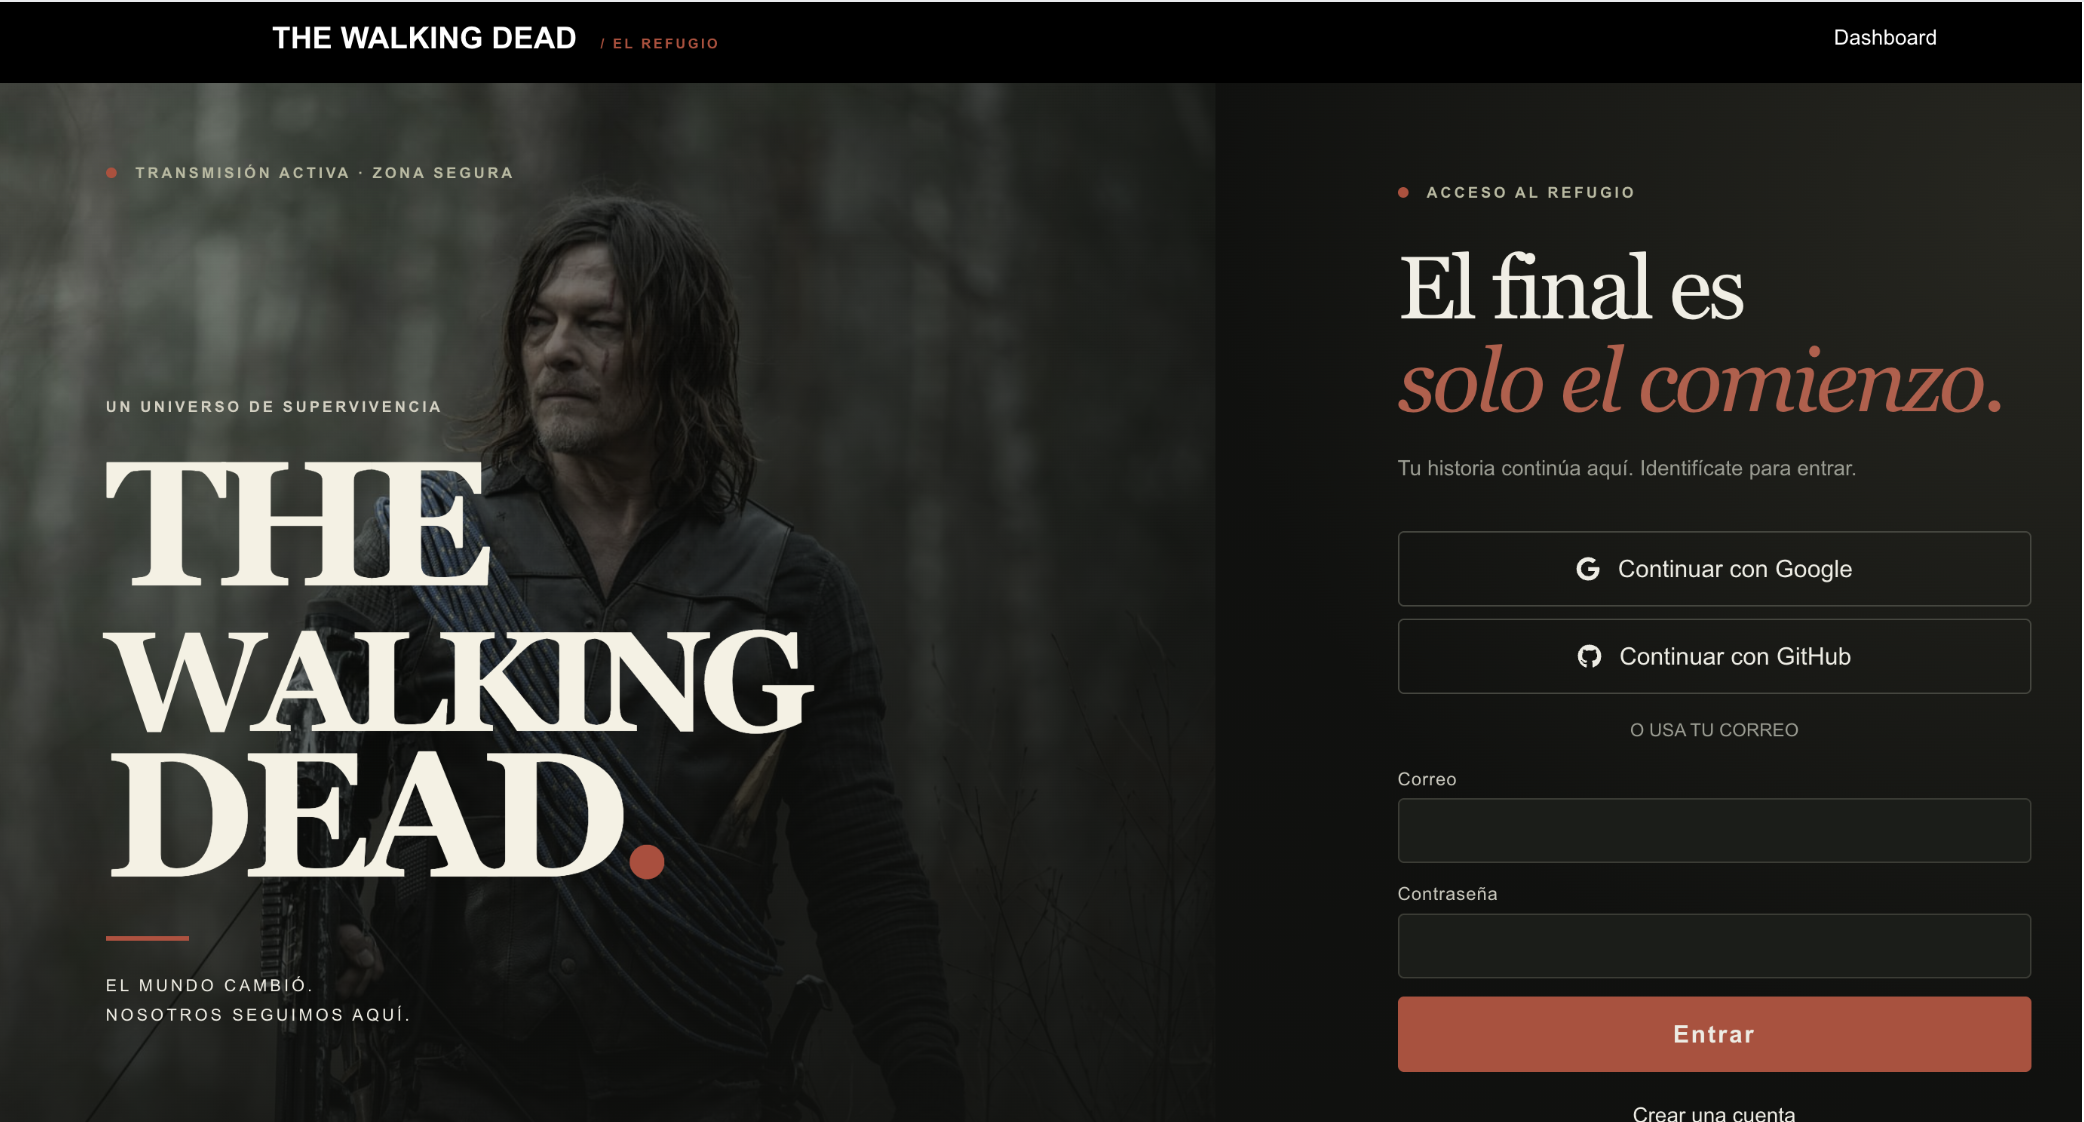 THE WALKING DEAD / EL REFUGIO
Dashboard
TRANSMISIÓN ACTIVA · ZONA SEGURA
UN UNIVERSO DE SUPERVIVENCIA
THE
WALKING
DEAD.
EL MUNDO CAMBIÓ.
NOSOTROS SEGUIMOS AQUÍ.
ACCESO AL REFUGIO
El final es
solo el comienzo.
Tu historia continúa aquí. Identifícate para entrar.
Continuar con Google
Continuar con GitHub
O USA TU CORREO
Correo
Contraseña
Entrar
Crear una cuenta